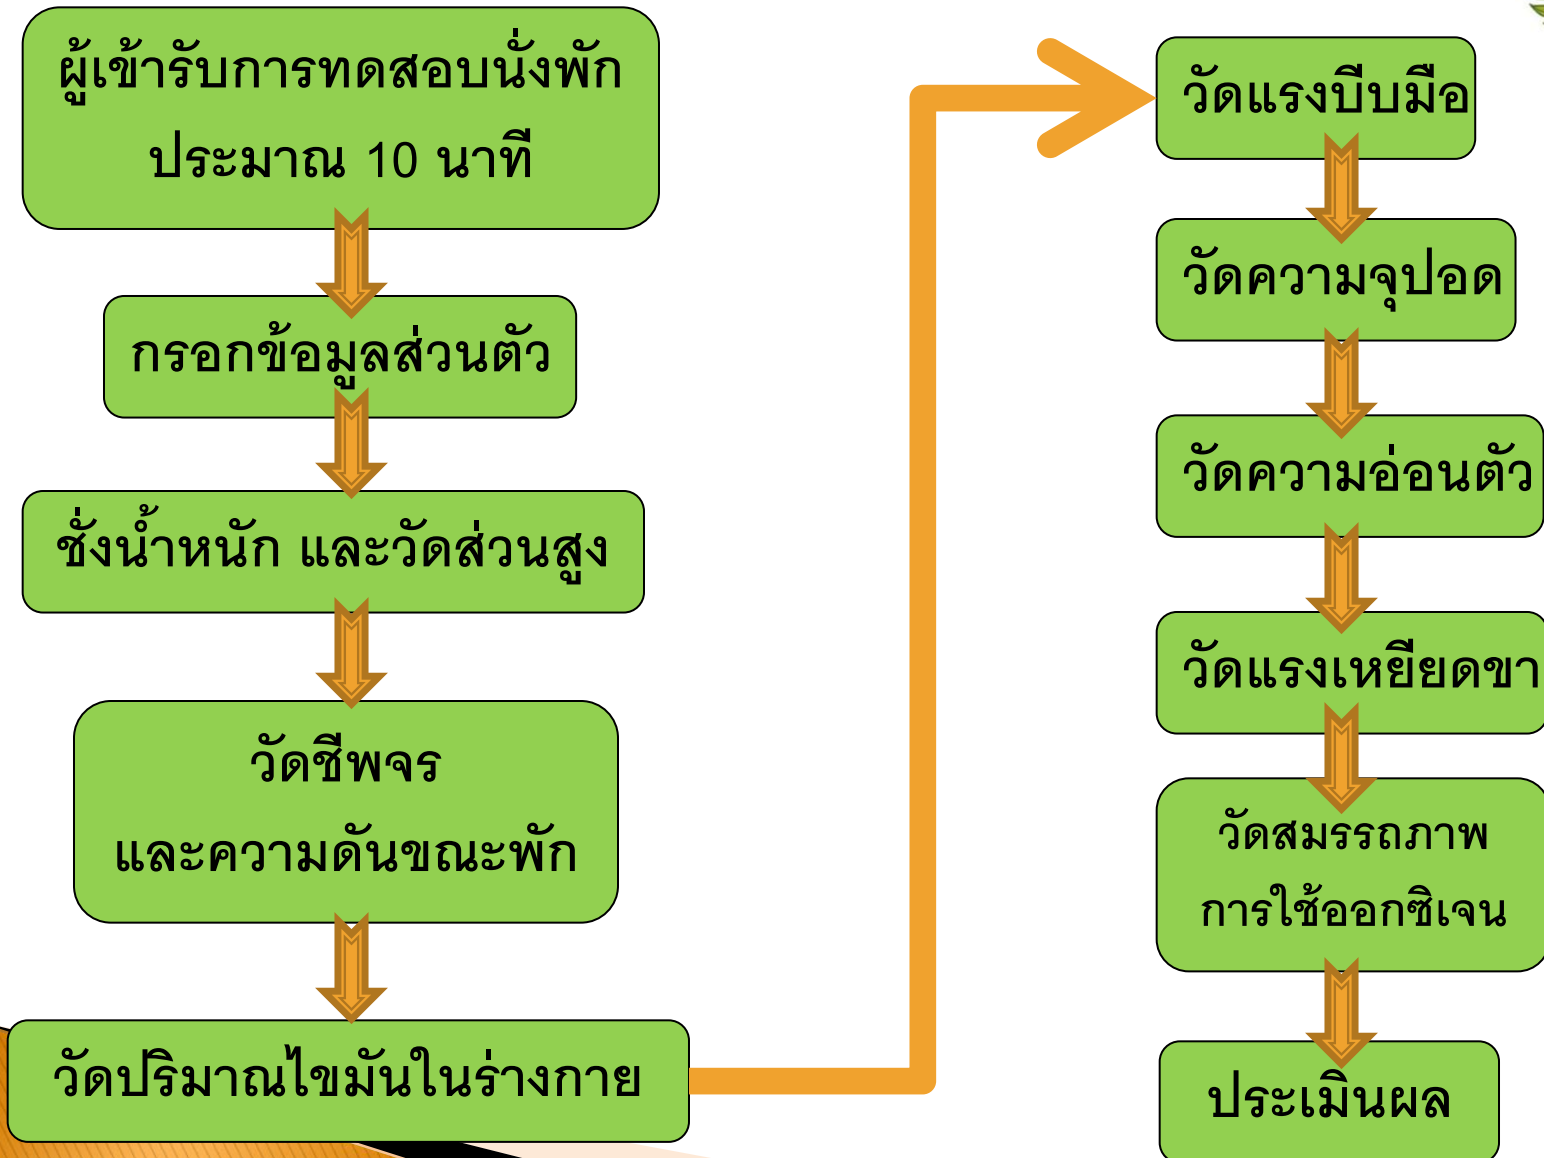 ผู้เข้ารับการทดสอบนั่งพัก
ประมาณ 10 นาที
กรอกข้อมูลส่วนตัว
ชั่งน้ำหนัก และวัดส่วนสูง
วัดชีพจร
และความดันขณะพัก
วัดปริมาณไขมันในร่างกาย
วัดแรงบีบมือ
วัดความจุปอด
วัดความอ่อนตัว
วัดแรงเหยียดขา
วัดสมรรถภาพ
การใช้ออกซิเจน
ประเมินผล